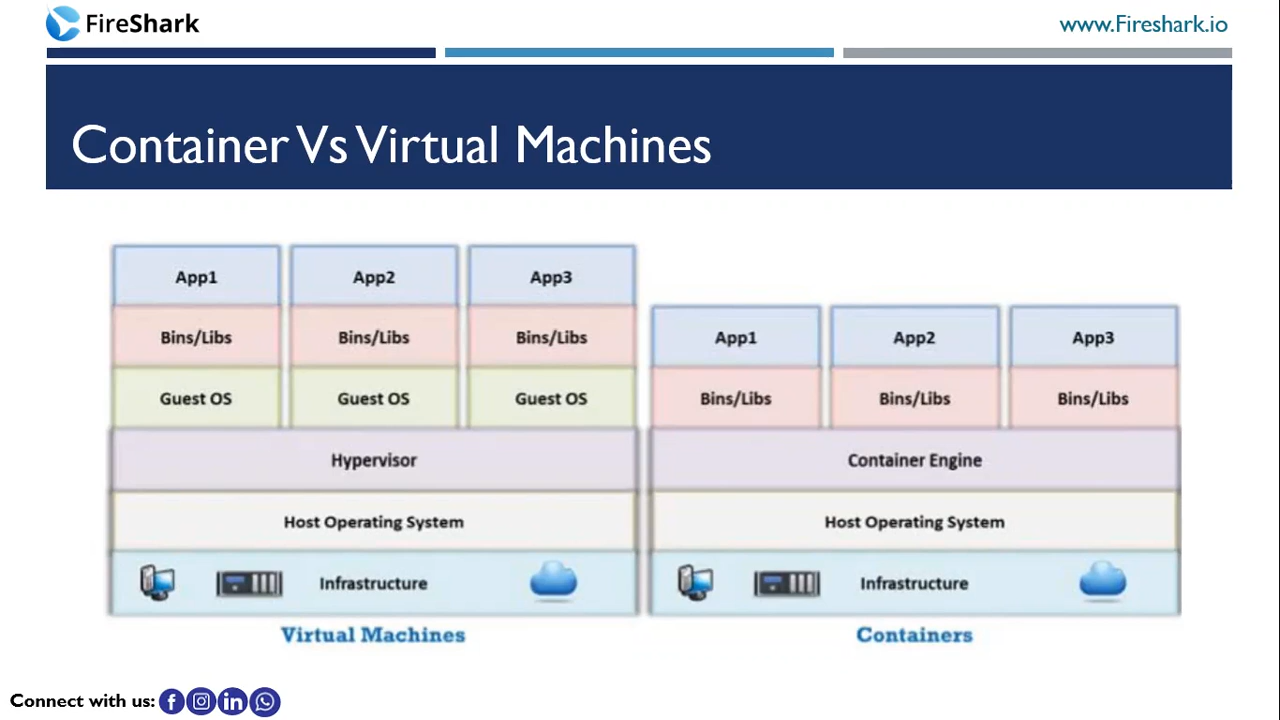 FireShark
www.Fireshark.io
Container Vs Virtual Machines
App1
App2
App3
Bins/Libs
Bins/Libs
Bins/Libs
Guest OS
Guest OS
Guest OS
Hypervisor
Host Operating System
Infrastructure
Virtual Machines
App1
App2
App3
Bins/Libs
Bins/Libs
Bins/Libs
Container Engine
Host Operating System
Infrastructure
Containers
Connect with us: